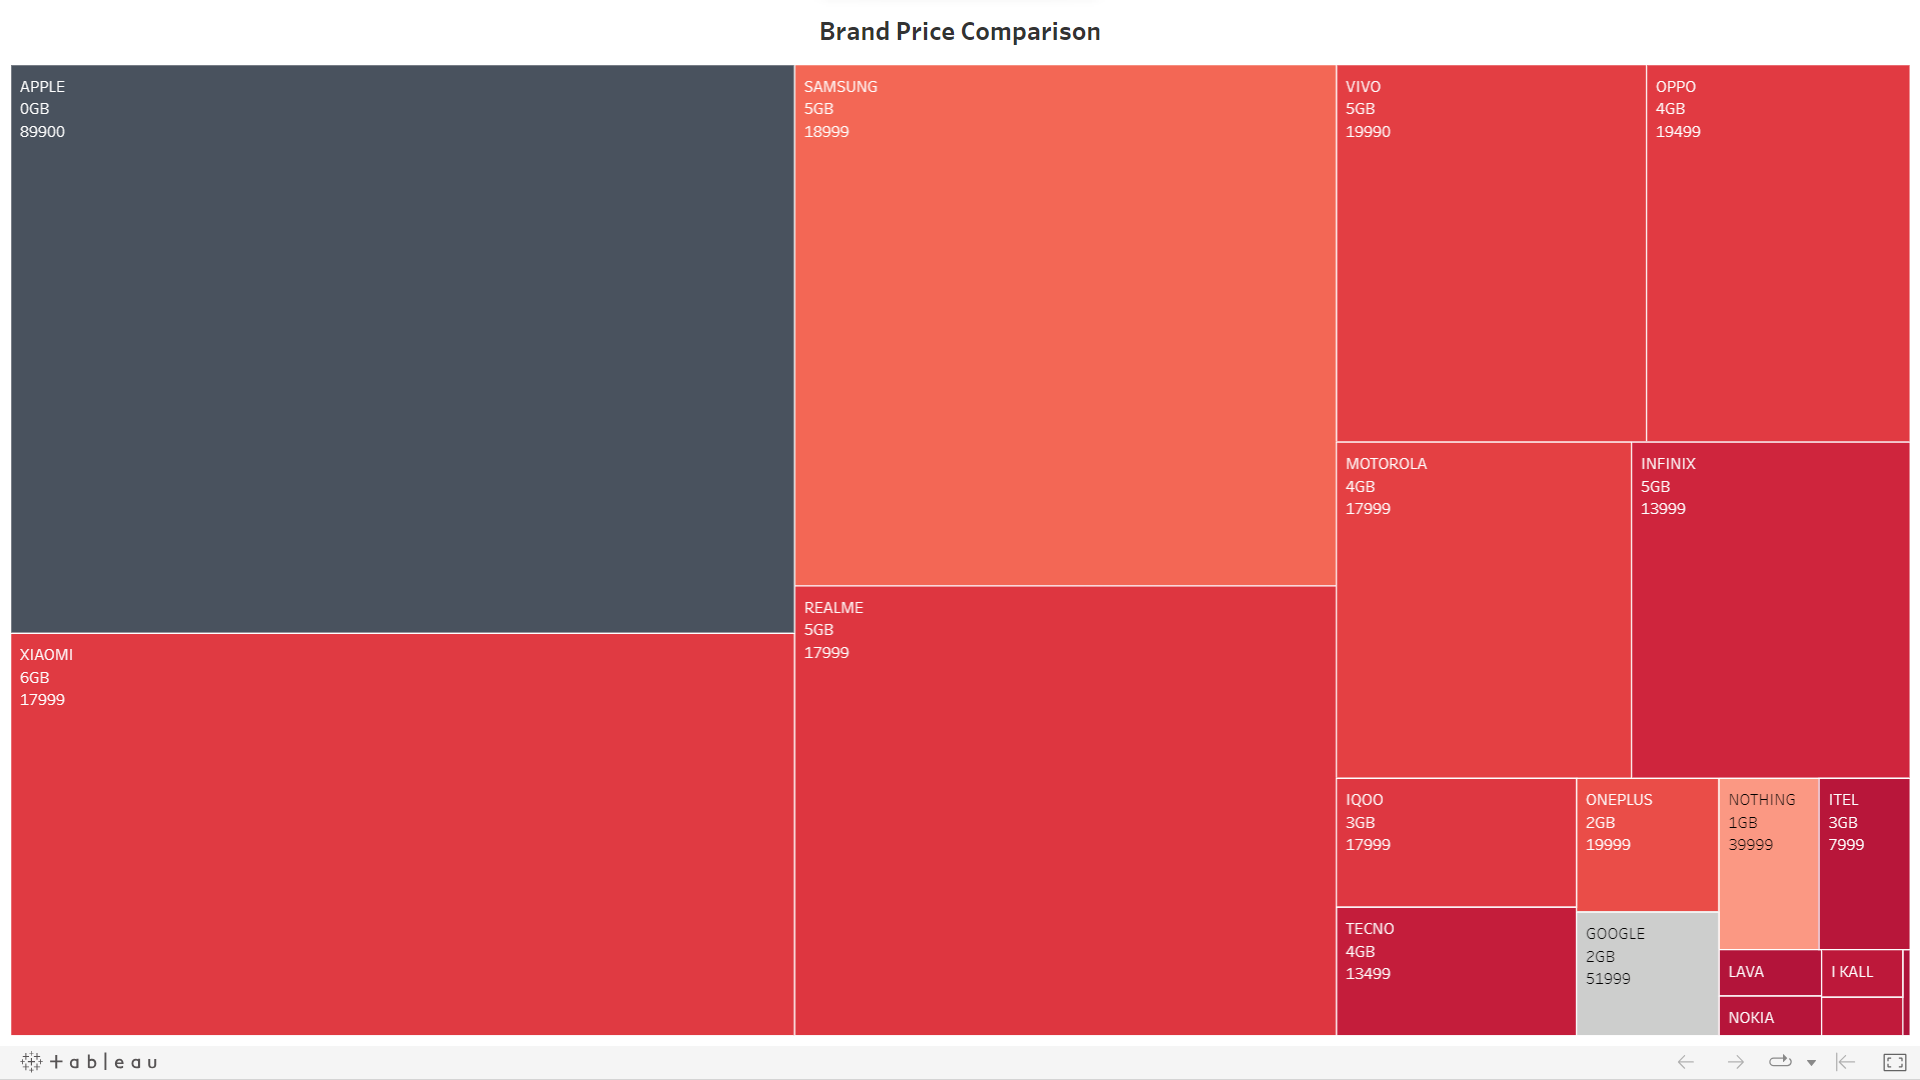 Brand Price Comparison
APPLE
0GB
89900
XIAOMI
6GB
17999
SAMSUNG
5GB
18999
REALME
5GB
17999
VIVO
5GB
19990
OPPO
4GB
19499
MOTOROLA
4GB
17999
INFINIX
5GB
13999
IQOO
3GB
17999
TECNO
4GB
13499
ONEPLUS
2GB
19999
GOOGLE
2GB
51999
NOTHING
1GB
39999
ITEL
3GB
7999
LAVA
I KALL
NOKIA
tableau